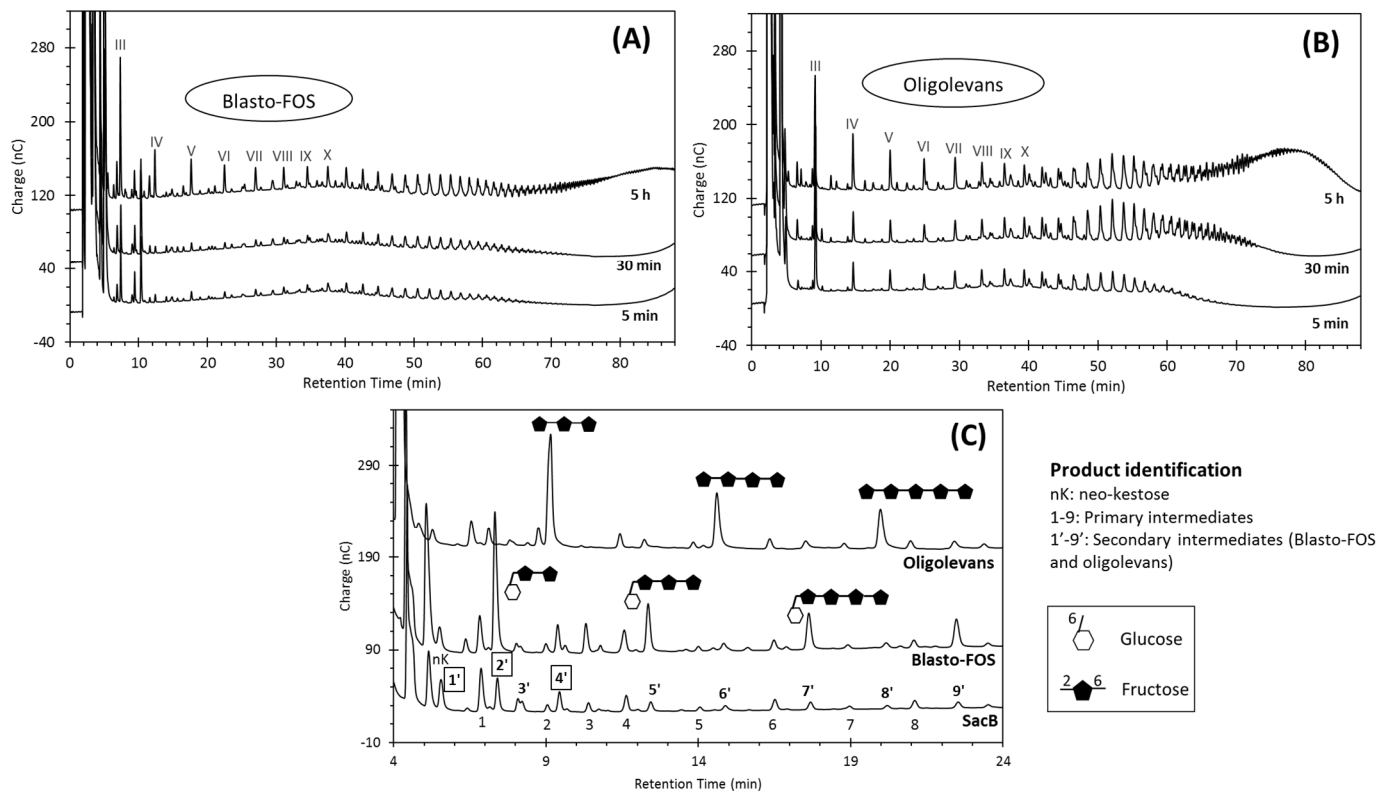 (A)
Blasto-FOS
III
IV
V
VI
VII
VIII
IX
X
5 h
30 min
5 min
280
200
120
40
-40
Charge (nC)
0 10 20 30 40 50 60 70 80
Retention Time (min)
(B)
Oligolevans
III
IV
V
VI
VII
VIII
IX
X
5 h
30 min
5 min
280
200
120
40
-40
Charge (nC)
0 10 20 30 40 50 60 70 80
Retention Time (min)
(C)
290
190
90
-10
Charge (nC)
Oligolevans
Blasto-FOS
nK
1'
2'
3'
4'
5'
6'
7'
8'
9'
SacB
1 2 3 4 5 6 7 8
4 9 14 19 24
Retention Time (min)
Product identification
nK: neo-kestose
1-9: Primary intermediates
1'-9': Secondary intermediates (Blasto-FOS
and oligolevans)
6
Glucose
2 6
Fructose